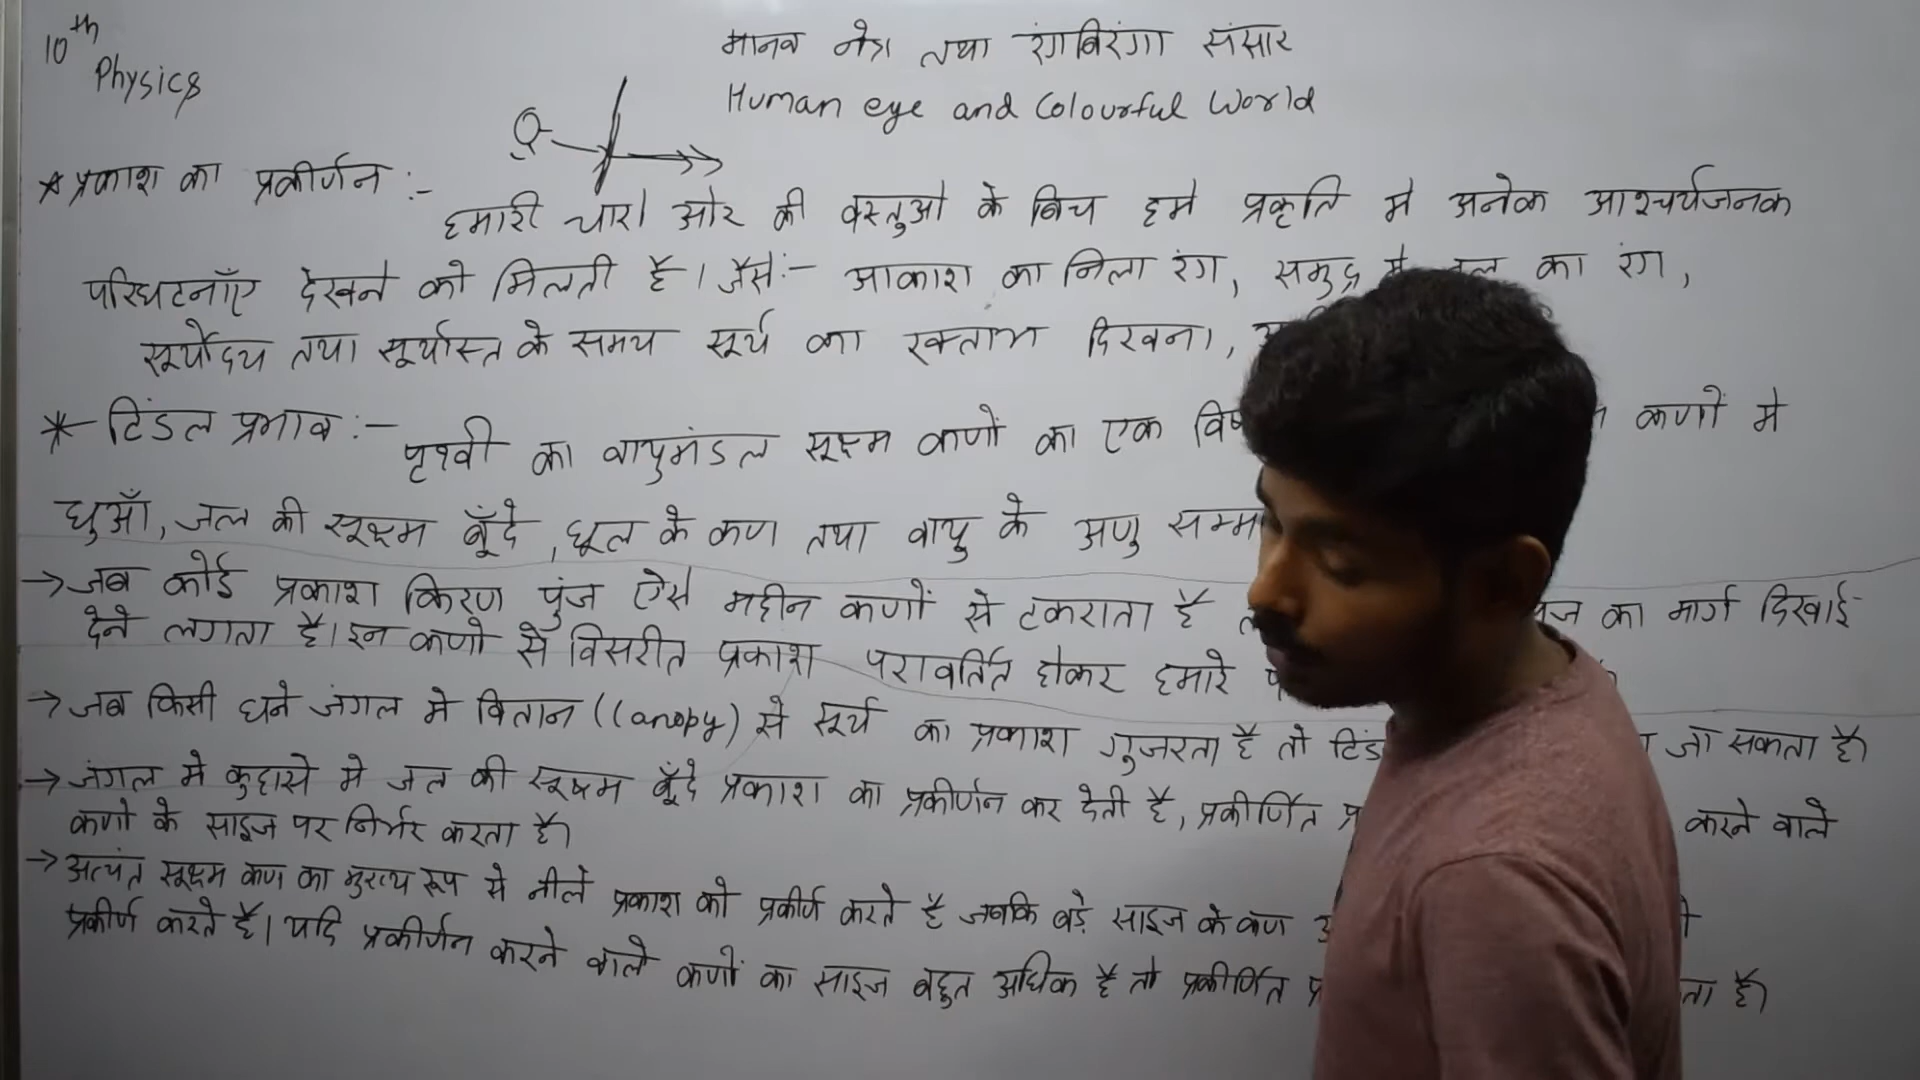 10th
Physics
मानव नेत्र तथा रंगबिरंगा संसार
Human eye and Colourful World
* प्रकाश का प्रकीर्णन :-
हमारी चारों ओर की वस्तुओ के बिच हमे प्रकृति मे अनेक आश्चर्यजनक
परिघटनाँए देखने को मिलती है। जैसे:- आकाश का निला रंग, समुद्र का रंग,
सूर्योदय तथा सूर्यास्त के समय सूर्य का रक्ताभ दिखना,
* टिंडल प्रभाव :- पृथ्वी का वायुमंडल सूक्ष्म कणों का एक कणों मे
धुआँ, जल की सूक्ष्म बूँदे, धूल के कण तथा वायु के अणु
→ जब कोई प्रकाश किरण पुंज ऐसे महीन कणों से टकराता है का मार्ग दिखाई
देने लगता है। इन कणो से विसरीत प्रकाश परावर्तित होकर हमारे
→ जब किसी घने जंगल मे वितान (Canopy) से सूर्य का प्रकाश गुजरता है तो जा सकता है।
→ जंगल मे कुहासे मे जल की सूक्ष्म बूँदे प्रकाश का प्रकीर्णन कर देती है, प्रकीर्णित करने वाले
कणो के साइज पर निर्भर करता है।
→ अत्यंत सूक्ष्म कण का मुख्य रूप से नीले प्रकाश को प्रकीर्ण करते है जबकि बड़े साइज के कण
प्रकीर्ण करते है। यदि प्रकीर्णन करने वाले कणों का साइज बहुत अधिक है तो प्रकीर्णित है।